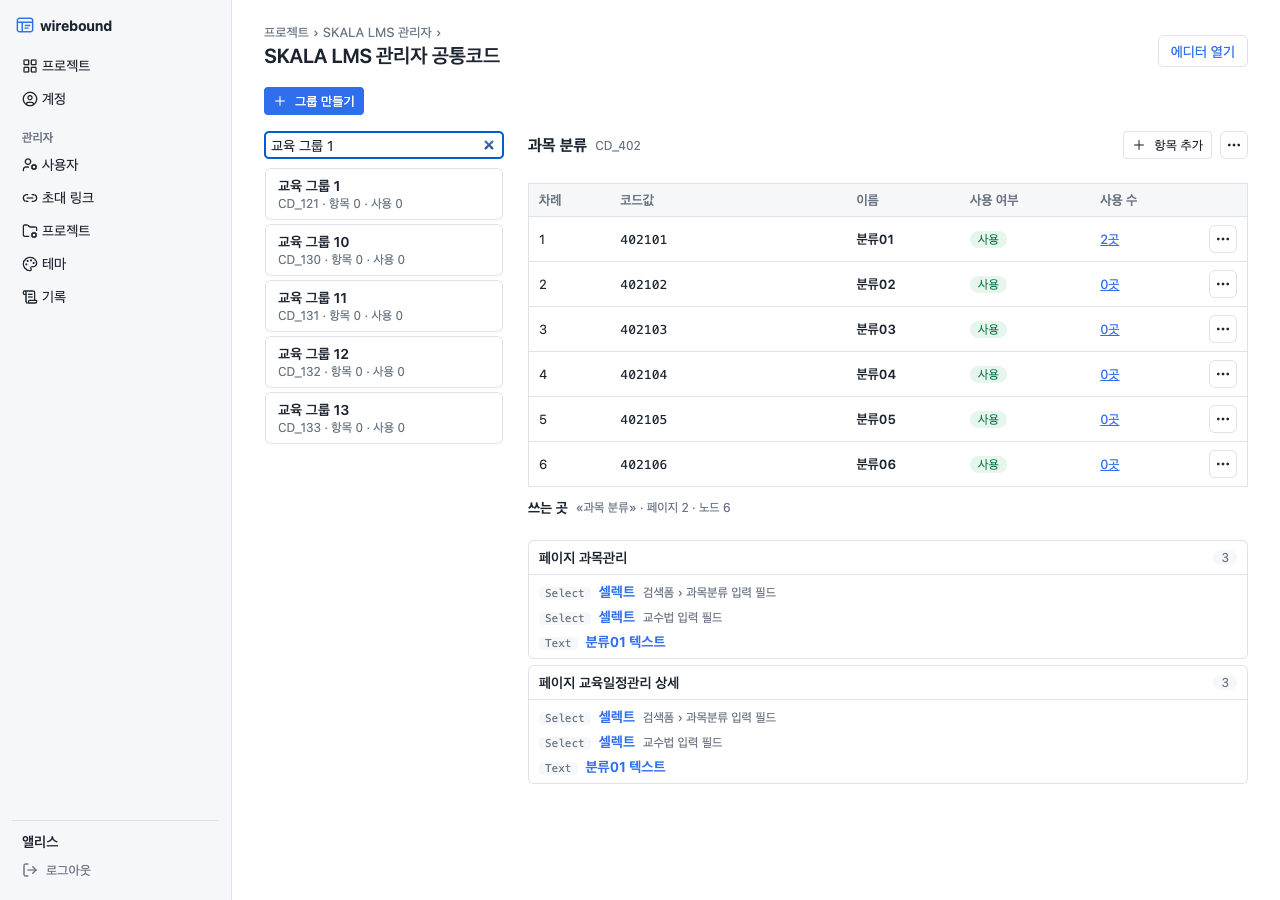 wirebound
프로젝트
계정
관리자
사용자
초대 링크
프로젝트
테마
기록
앨리스
로그아웃
프로젝트 › SKALA LMS 관리자 ›
SKALA LMS 관리자 공통코드
에디터 열기
그룹 만들기
교육 그룹 1
교육 그룹 1
CD_121 · 항목 0 · 사용 0
교육 그룹 10
CD_130 · 항목 0 · 사용 0
교육 그룹 11
CD_131 · 항목 0 · 사용 0
교육 그룹 12
CD_132 · 항목 0 · 사용 0
교육 그룹 13
CD_133 · 항목 0 · 사용 0
과목 분류 CD_402
항목 추가
차례 코드값 이름 사용 여부 사용 수
1 402101 분류01 사용 2곳
2 402102 분류02 사용 0곳
3 402103 분류03 사용 0곳
4 402104 분류04 사용 0곳
5 402105 분류05 사용 0곳
6 402106 분류06 사용 0곳
쓰는 곳 «과목 분류» · 페이지 2 · 노드 6
페이지 과목관리 3
Select 셀렉트 검색폼 › 과목분류 입력 필드
Select 셀렉트 교수법 입력 필드
Text 분류01 텍스트
페이지 교육일정관리 상세 3
Select 셀렉트 검색폼 › 과목분류 입력 필드
Select 셀렉트 교수법 입력 필드
Text 분류01 텍스트